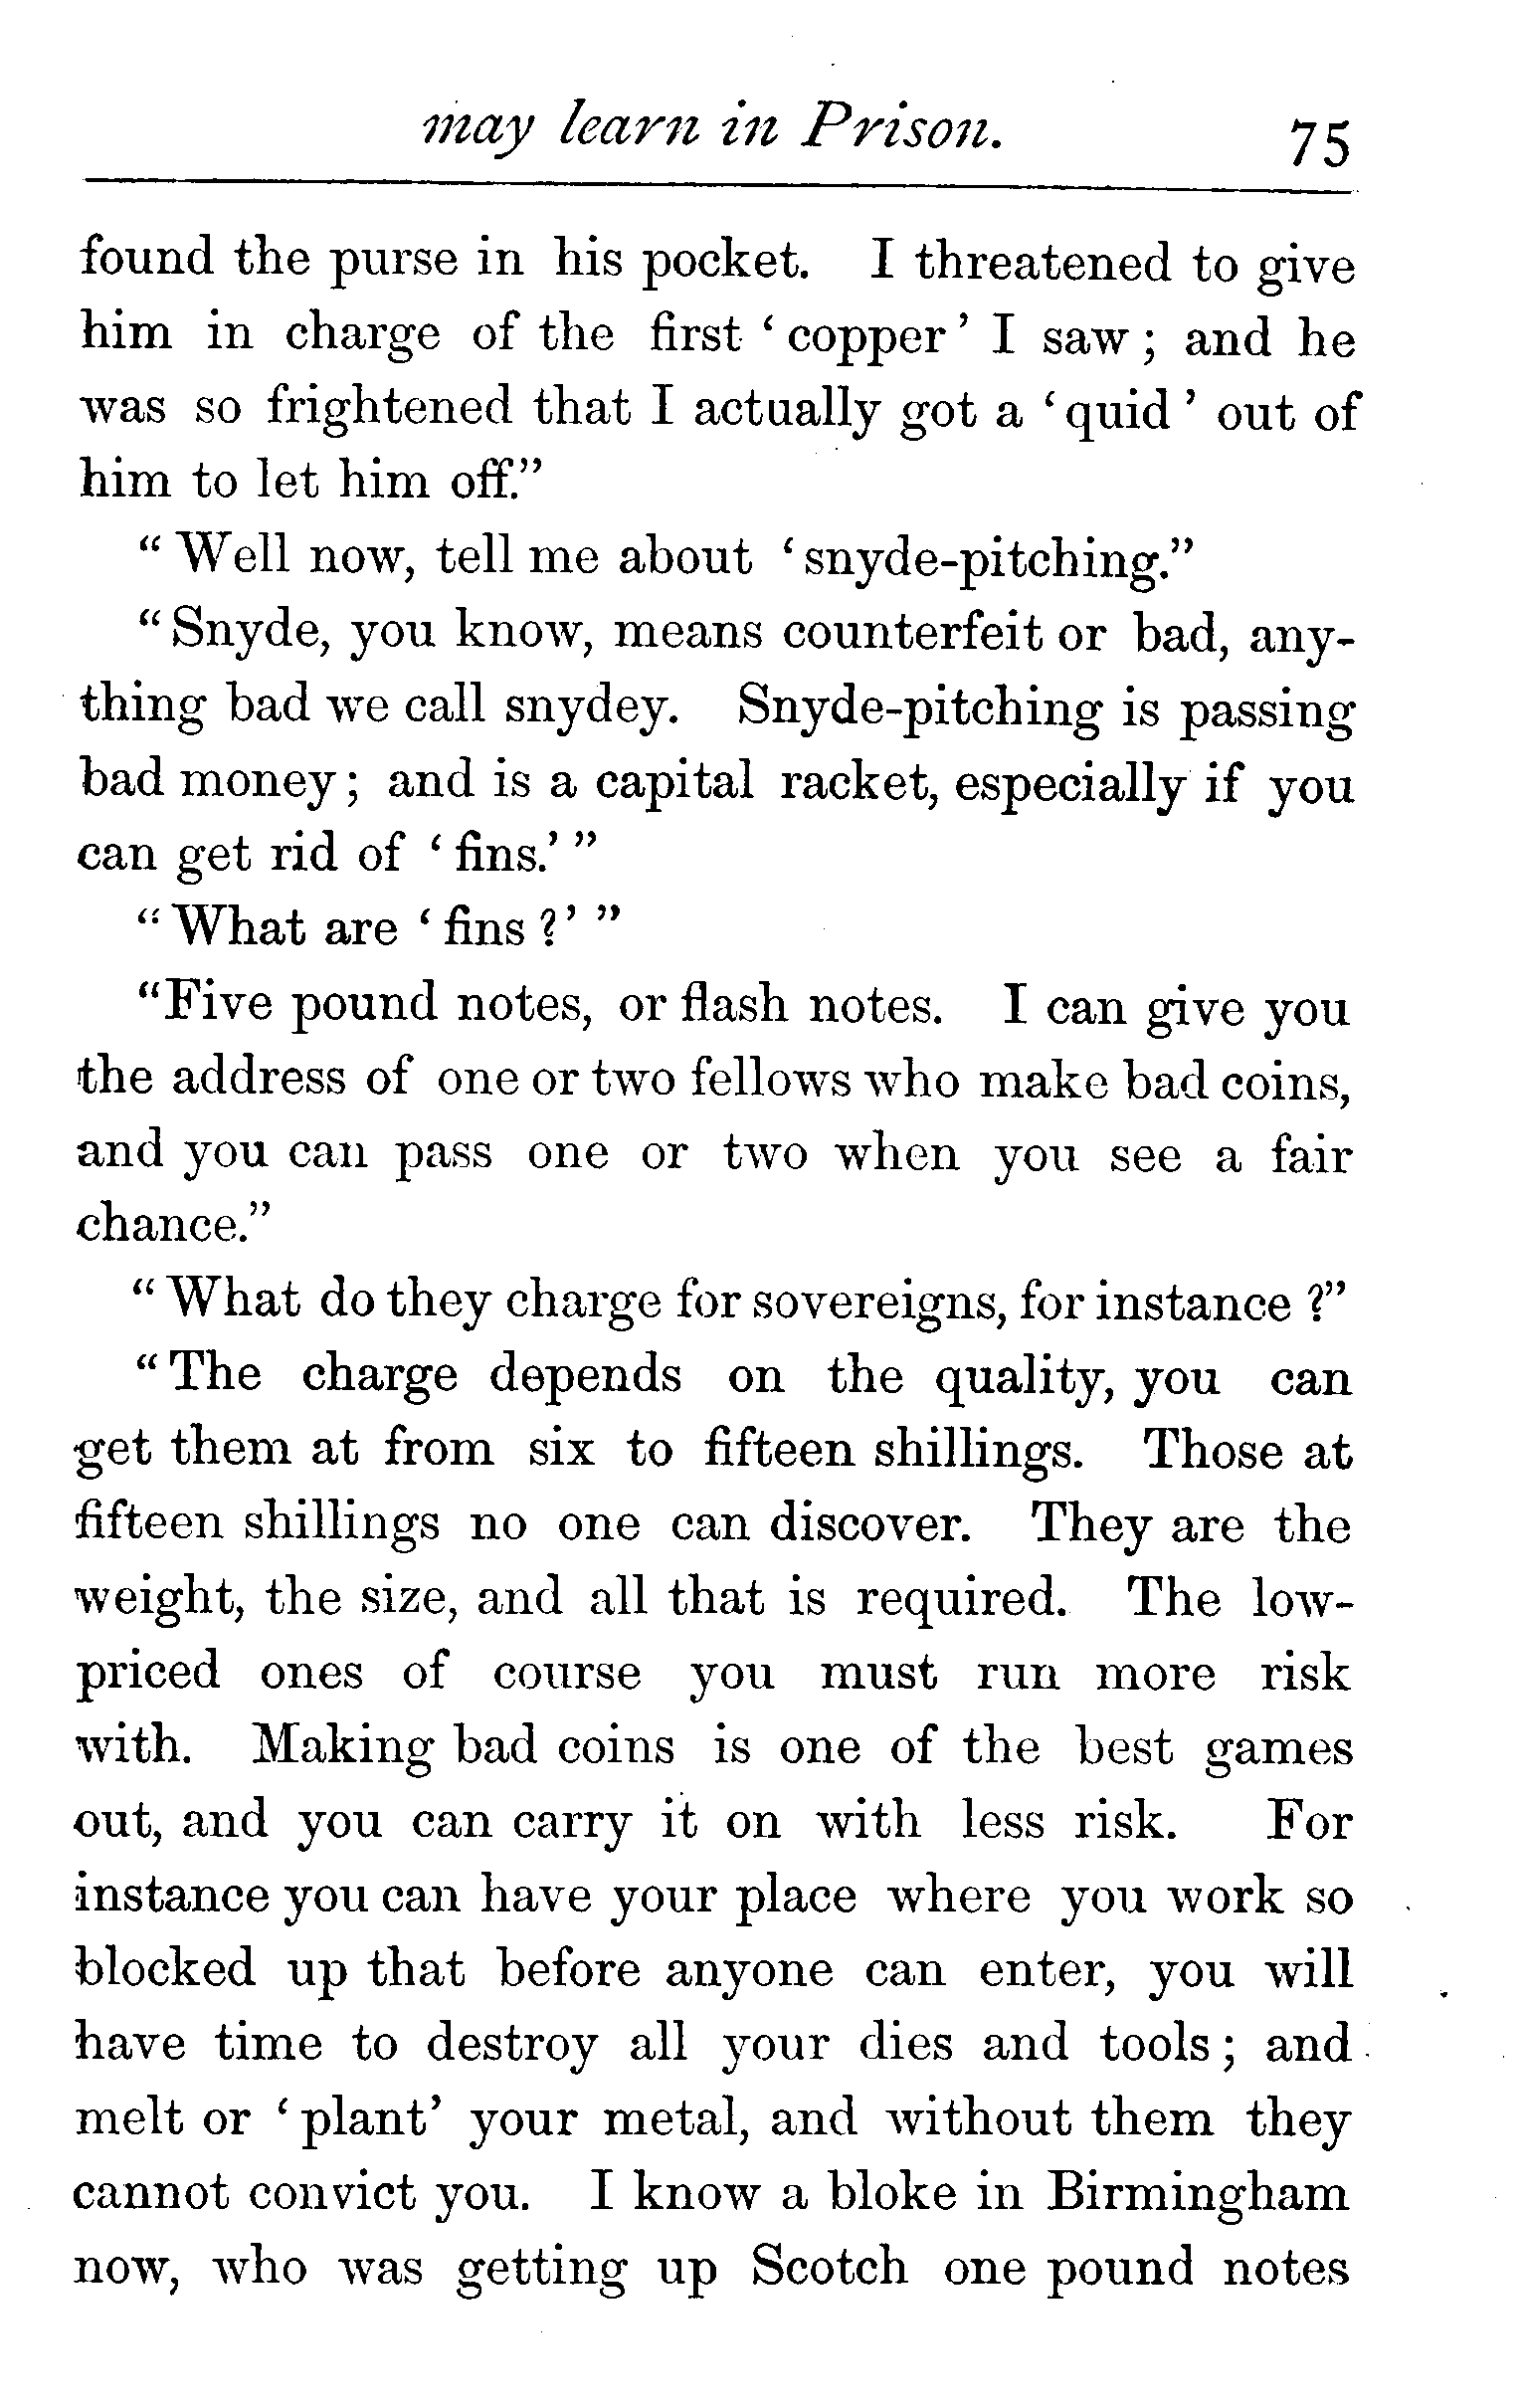 may learn in Prison. 75
found the purse in his pocket. I threatened to give
him in charge of the first ‘ copper ’ I saw ; and he
was so frightened that I actually got a ‘ quid ’ out of
him to let him off.”
“ Well now, tell me about ‘ snyde-pitching.”
“ Snyde, you know, means counterfeit or bad, any-
thing bad we call snydey. Snyde-pitching is passing
bad money ; and is a capital racket, especially if you
can get rid of ‘ fins.’ ”
“ What are ‘ fins ?’ ”
“Five pound notes, or flash notes. I can give you
the address of one or two fellows who make bad coins,
and you can pass one or two when you see a fair
chance.”
“ What do they charge for sovereigns, for instance ?”
“ The charge depends on the quality, you can
get them at from six to fifteen shillings. Those at
fifteen shillings no one can discover. They are the
weight, the size, and all that is required. The low-
priced ones of course you must run more risk
with. Making bad coins is one of the best games
out, and you can carry it on with less risk. For
instance you can have your place where you work so
blocked up that before anyone can enter, you will
have time to destroy all your dies and tools ; and
melt or ‘ plant’ your metal, and without them they
cannot convict you. I know a bloke in Birmingham
now, who was getting up Scotch one pound notes